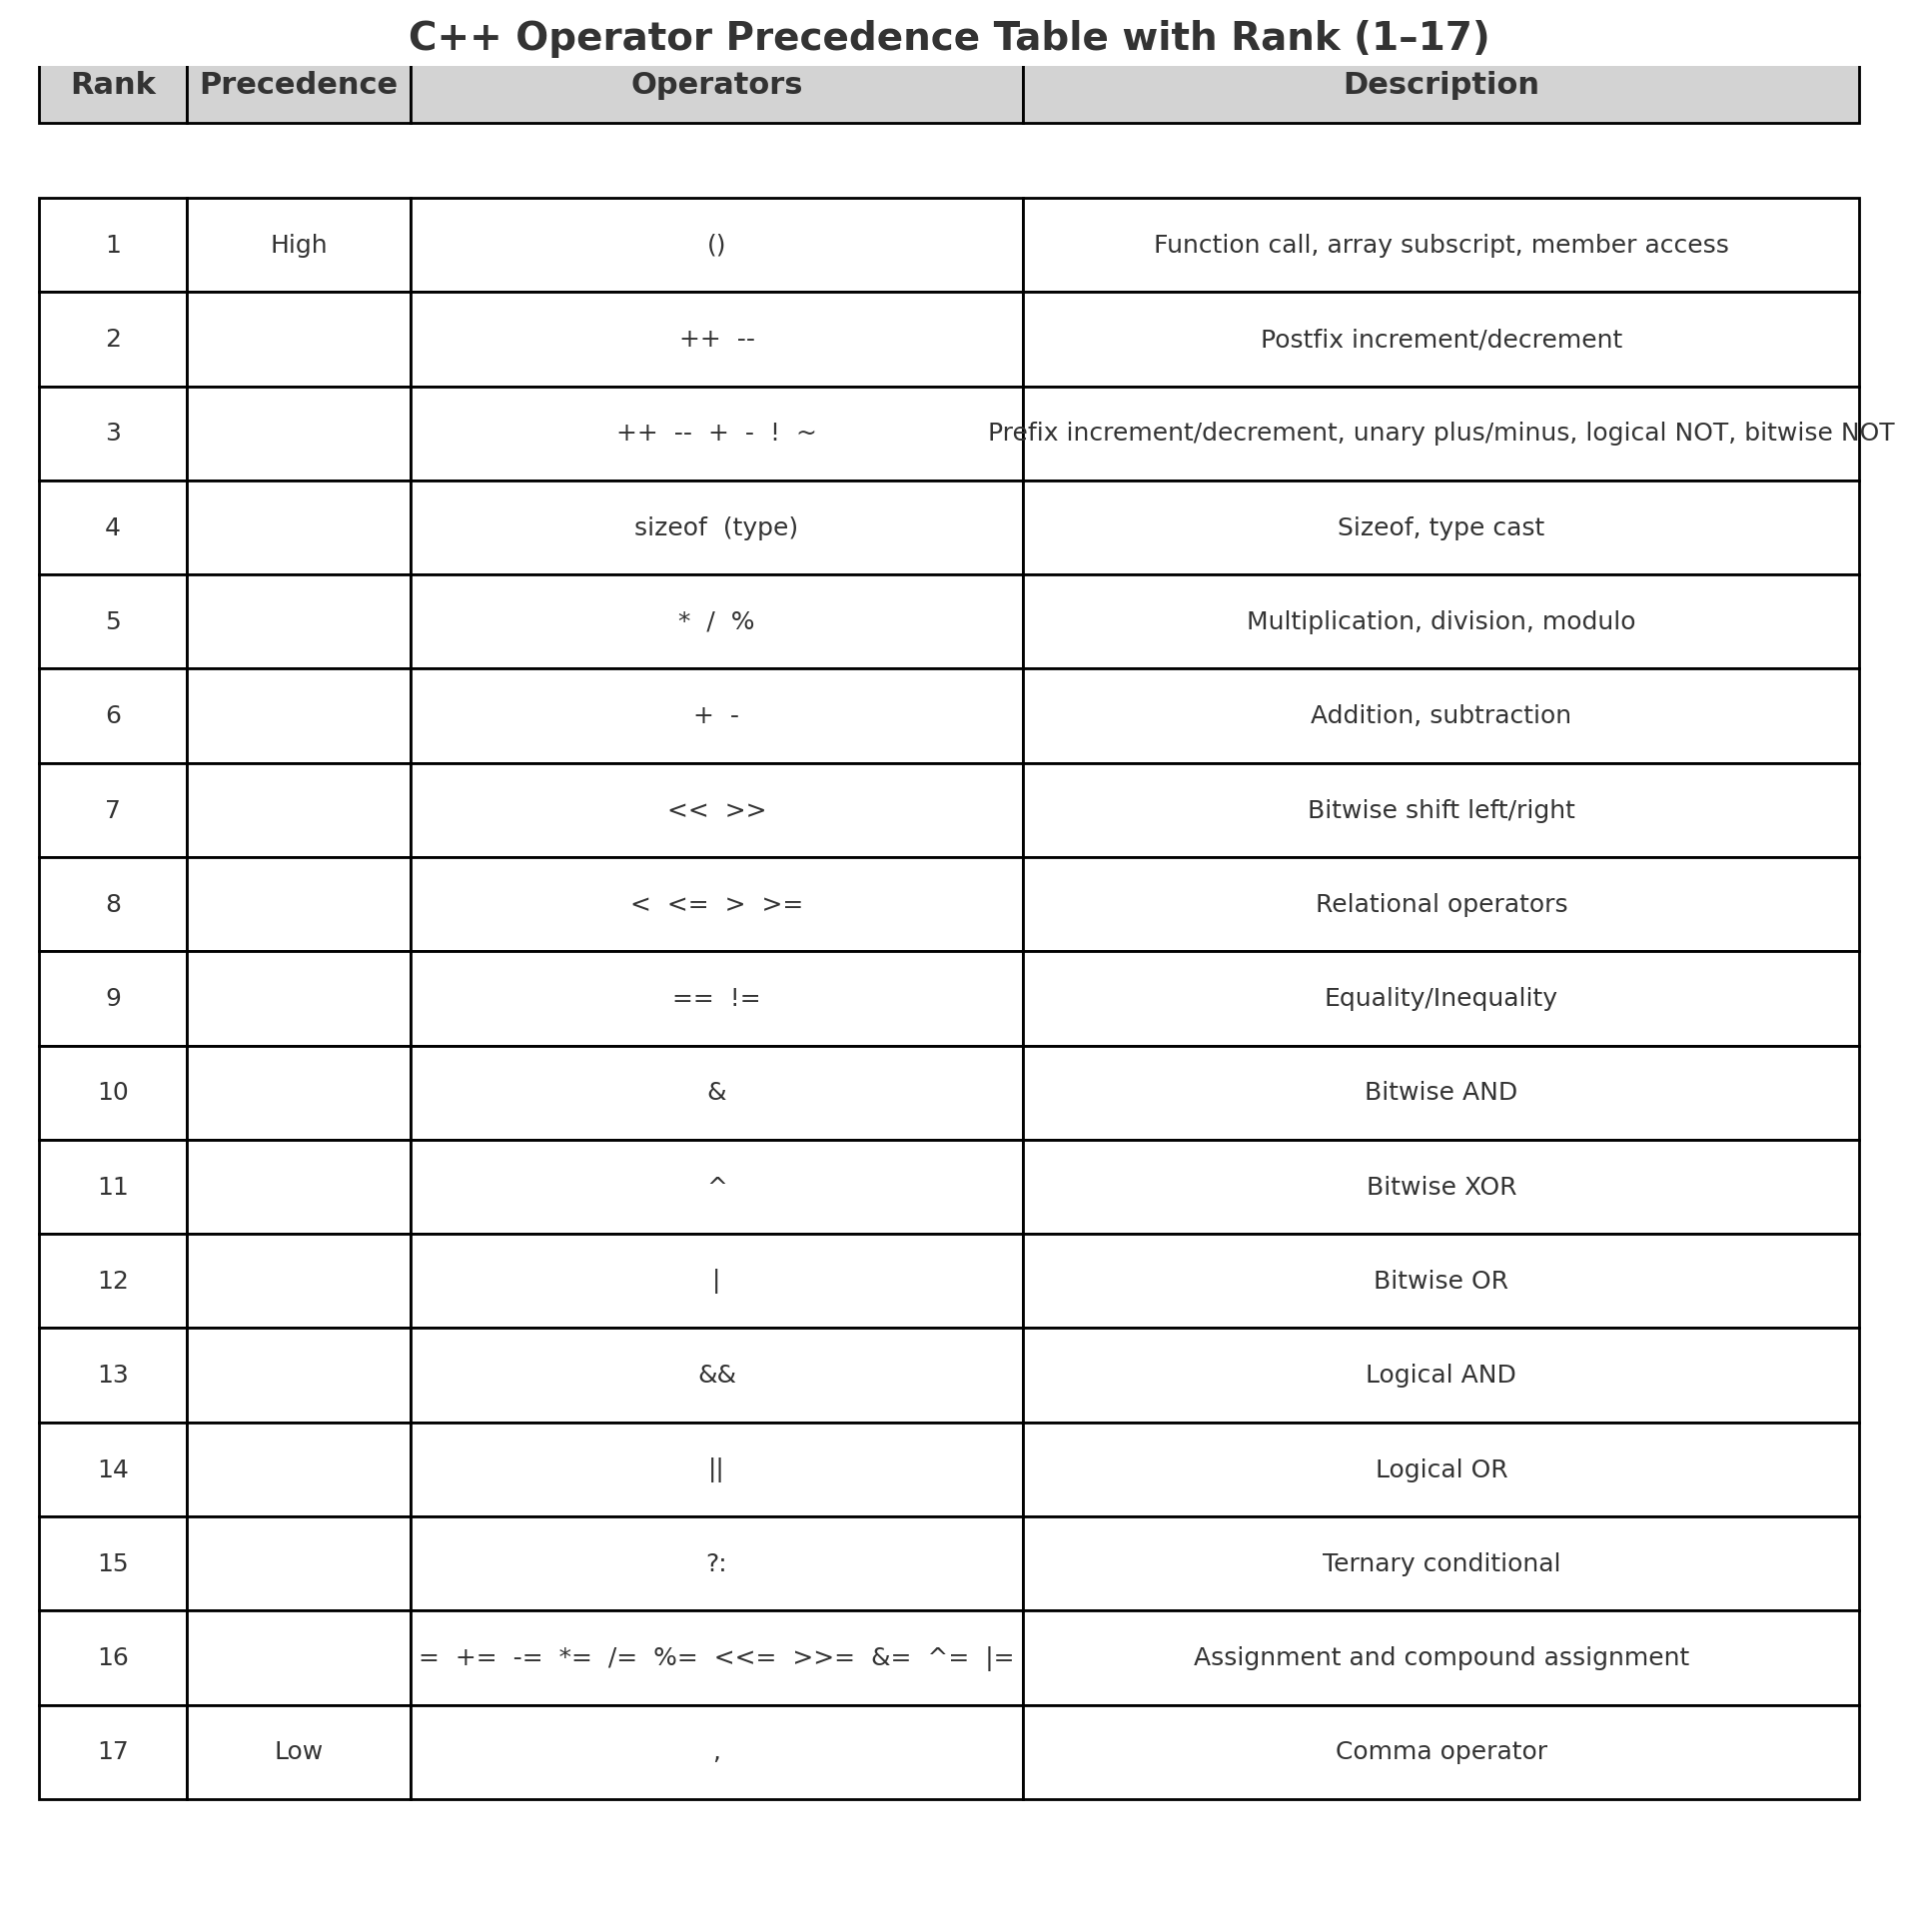 C++ Operator Precedence Table with Rank (1–17)
Rank Precedence Operators Description
1 High () Function call, array subscript, member access
2 ++ -- Postfix increment/decrement
3 ++ -- + - ! ~ Prefix increment/decrement, unary plus/minus, logical NOT, bitwise NOT
4 sizeof (type) Sizeof, type cast
5 * / % Multiplication, division, modulo
6 + - Addition, subtraction
7 << >> Bitwise shift left/right
8 < <= > >= Relational operators
9 == != Equality/Inequality
10 & Bitwise AND
11 ^ Bitwise XOR
12 | Bitwise OR
13 && Logical AND
14 || Logical OR
15 ?: Ternary conditional
16 = += -= *= /= %= <<= >>= &= ^= |= Assignment and compound assignment
17 Low , Comma operator